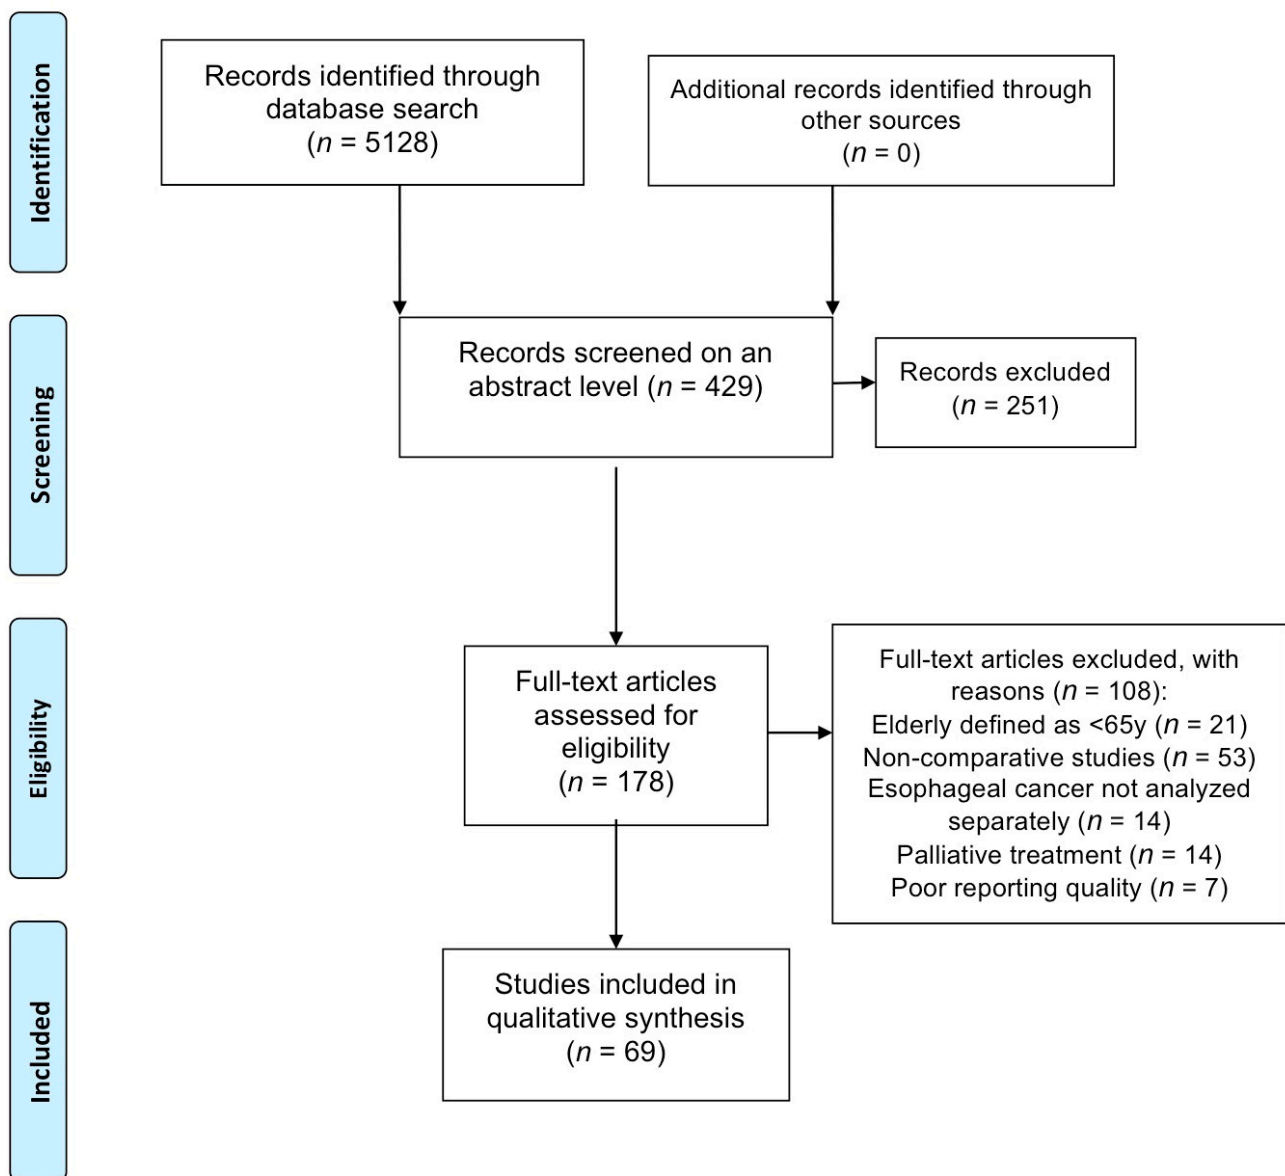 Identification
Records identified through
database search
(n = 5128)
Additional records identified through
other sources
(n = 0)
Screening
Records screened on an
abstract level (n = 429)
Records excluded
(n = 251)
Eligibility
Full-text articles
assessed for
eligibility
(n = 178)
Full-text articles excluded, with
reasons (n = 108):
Elderly defined as <65y (n = 21)
Non-comparative studies (n = 53)
Esophageal cancer not analyzed
separately (n = 14)
Palliative treatment (n = 14)
Poor reporting quality (n = 7)
Included
Studies included in
qualitative synthesis
(n = 69)